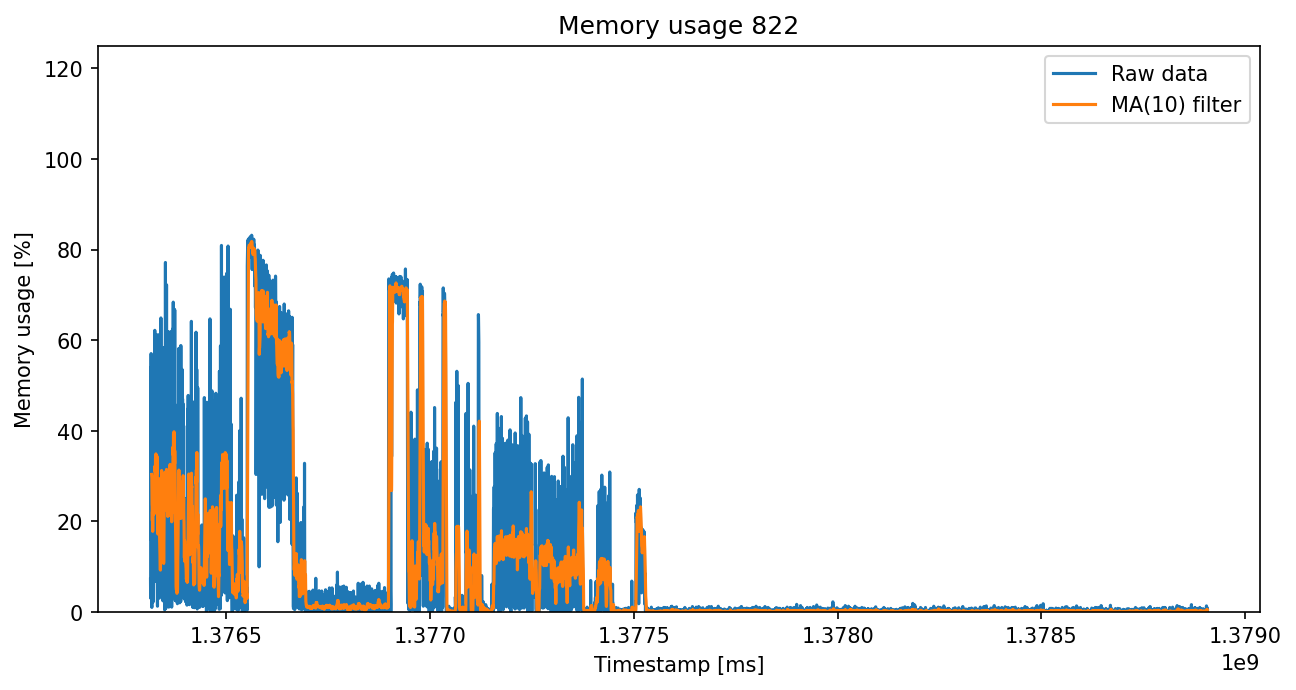 Memory usage 822
Raw data
MA(10) filter
Memory usage [%]
120
100
80
60
40
20
0
1.3765 1.3770 1.3775 1.3780 1.3785 1.3790
1e9
Timestamp [ms]